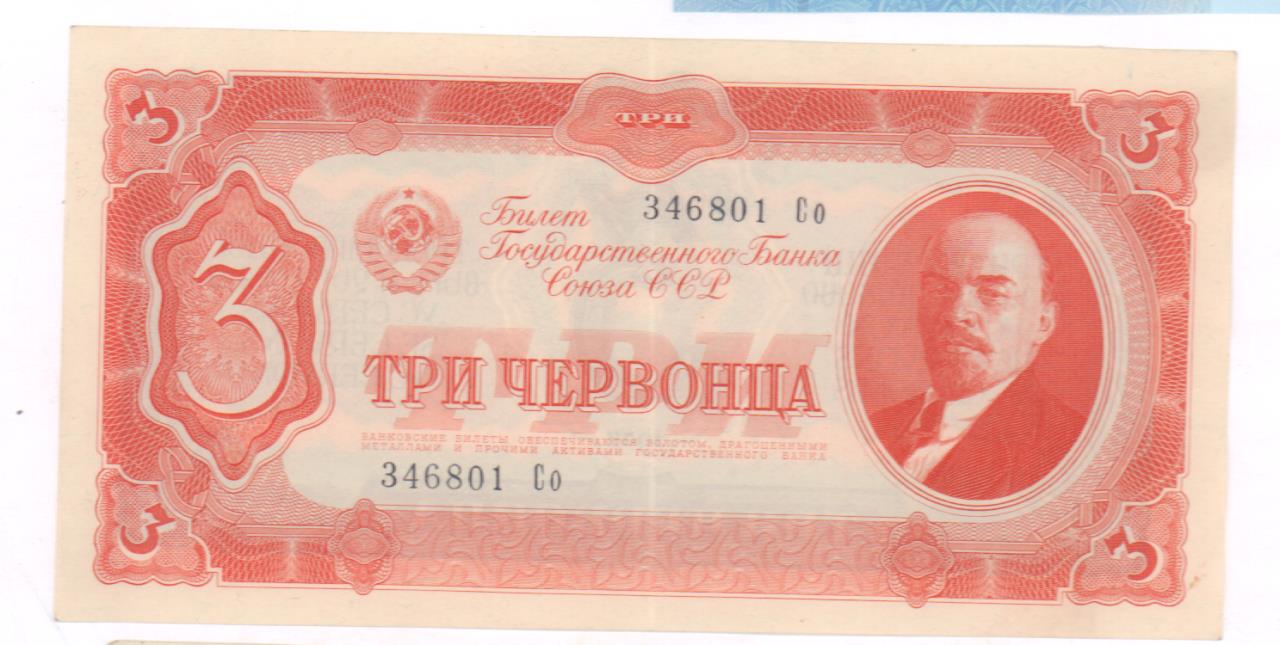 3 ТРИ 3
346801 Со
Билет
Государственного Банка
Союза ССР
3
ТРИ
ТРИ ЧЕРВОНЦА
БАНКОВСКИЕ БИЛЕТЫ ОБЕСПЕЧИВАЮТСЯ ЗОЛОТОМ, ДРАГОЦЕННЫМИ
МЕТАЛЛАМИ И ПРОЧИМИ АКТИВАМИ ГОСУДАРСТВЕННОГО БАНКА
346801 Со
3 3